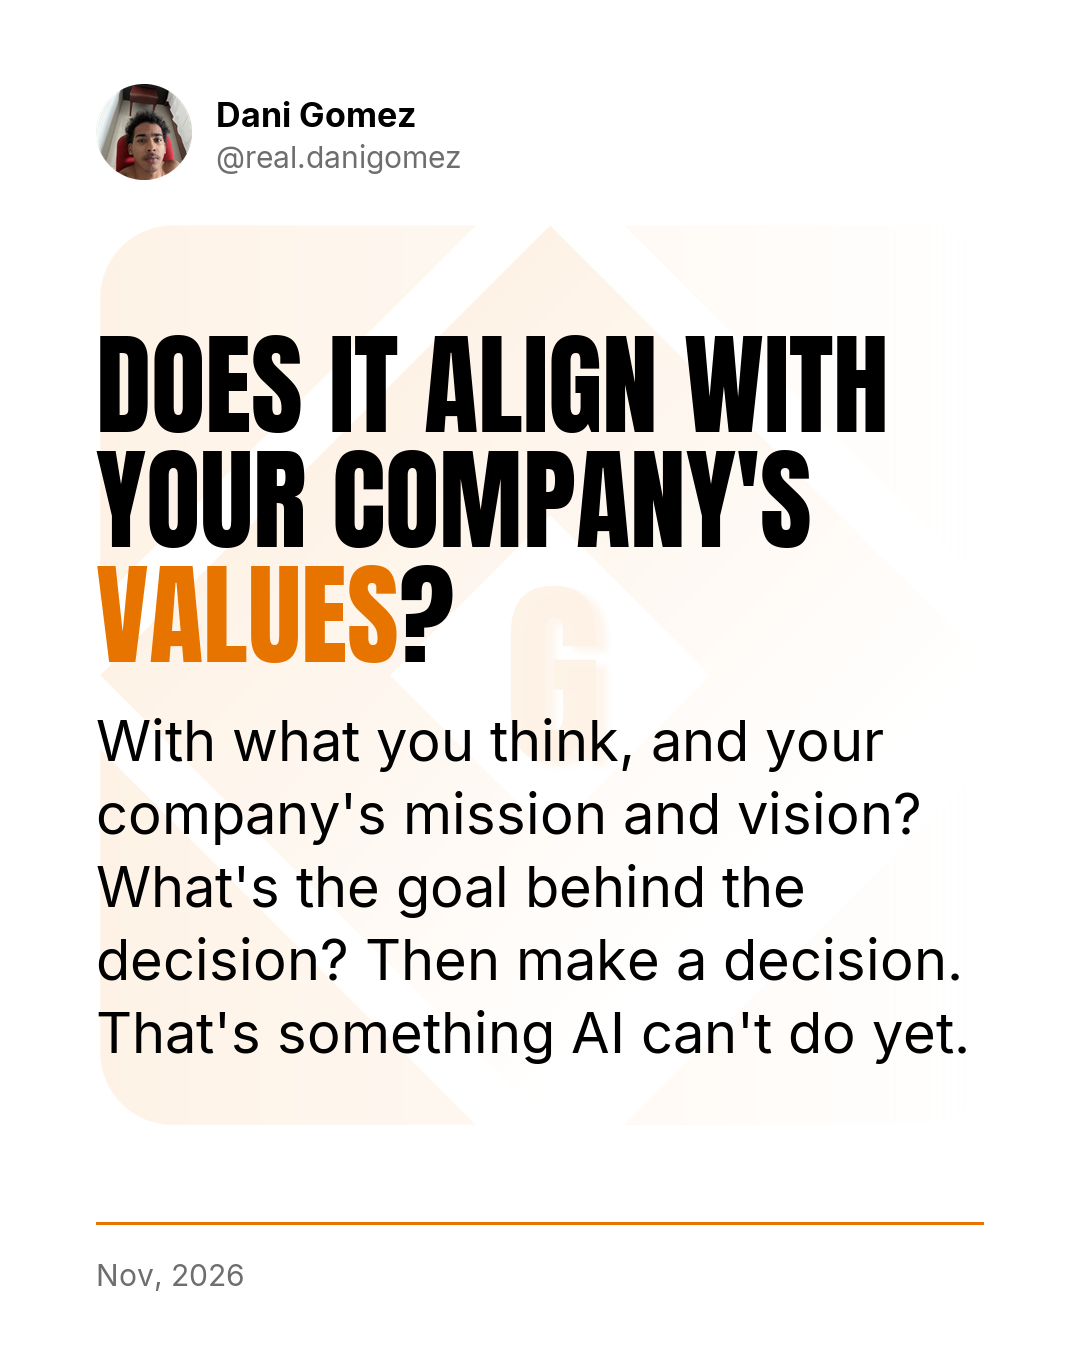 Dani Gomez
@real.danigomez
DOES IT ALIGN WITH
YOUR COMPANY'S
VALUES?
G
With what you think, and your
company's mission and vision?
What's the goal behind the
decision? Then make a decision.
That's something AI can't do yet.
Nov, 2026